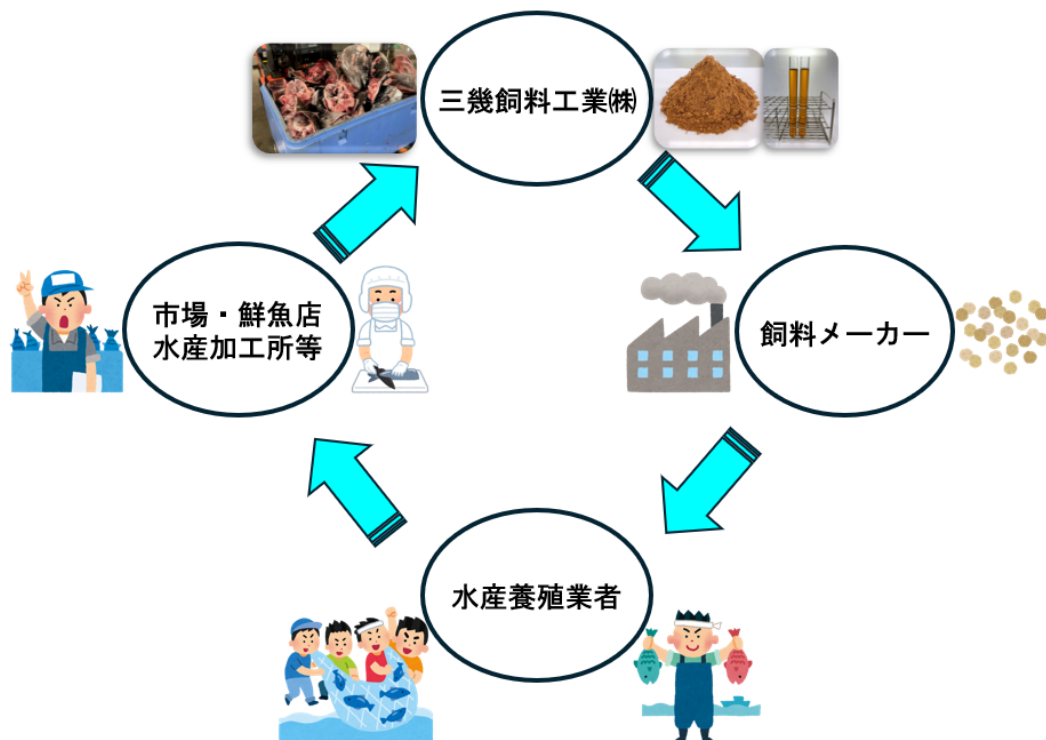 三幾飼料工業㈱
市場・鮮魚店
水産加工所等
飼料メーカー
水産養殖業者